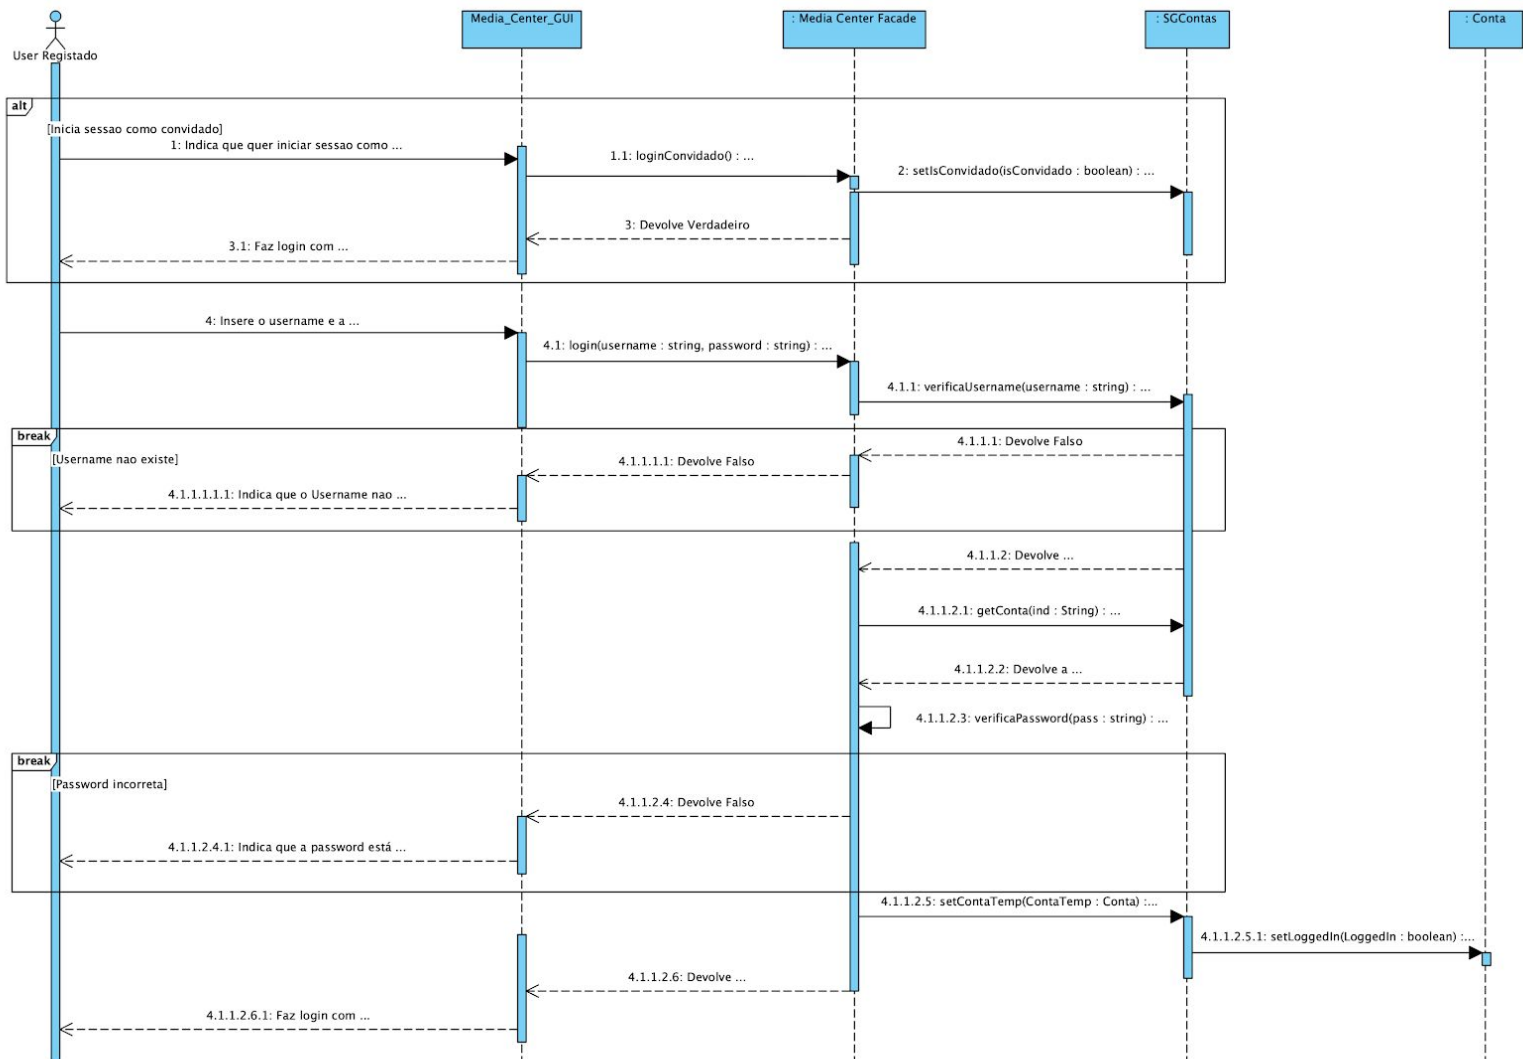 Media_Center_GUI
: Media Center Facade
: SGContas
: Conta
User Registado
alt
[Inicia sessao como convidado]
1: Indica que quer iniciar sessao como ...
1.1: loginConvidado() : ...
2: setIsConvidado(isConvidado : boolean) : ...
3: Devolve Verdadeiro
3.1: Faz login com ...
4: Insere o username e a ...
4.1: login(username : string, password : string) : ...
4.1.1: verificaUsername(username : string) : ...
break
[Username nao existe]
4.1.1.1: Devolve Falso
4.1.1.1.1: Devolve Falso
4.1.1.1.1.1: Indica que o Username nao ...
4.1.1.2: Devolve ...
4.1.1.2.1: getConta(ind : String) : ...
4.1.1.2.2: Devolve a ...
4.1.1.2.3: verificaPassword(pass : string) : ...
break
[Password incorreta]
4.1.1.2.4: Devolve Falso
4.1.1.2.4.1: Indica que a password está ...
4.1.1.2.5: setContaTemp(ContaTemp : Conta) :...
4.1.1.2.5.1: setLoggedIn(LoggedIn : boolean) :...
4.1.1.2.6: Devolve ...
4.1.1.2.6.1: Faz login com ...